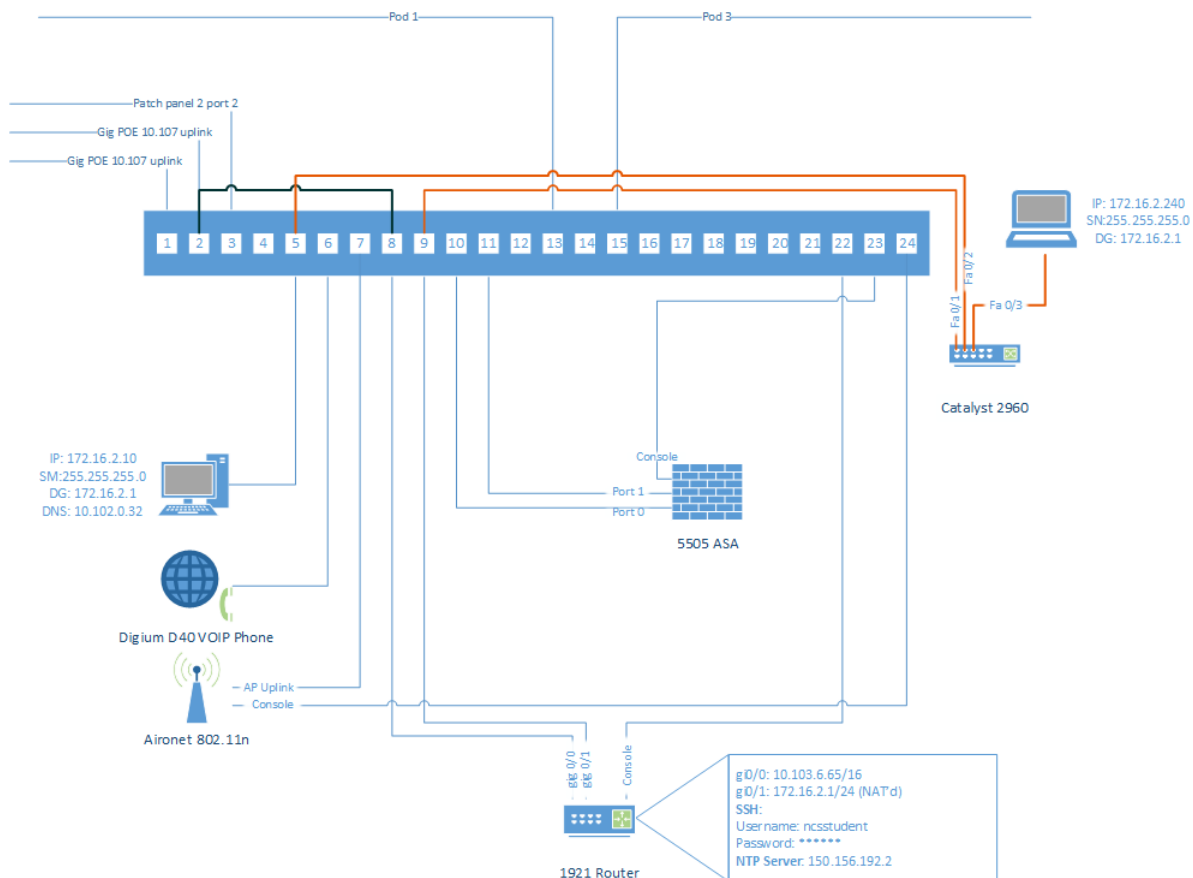 Pod 1
Pod 3
Patch panel 2 port 2
Gig POE 10.107 uplink
Gig POE 10.107 uplink
1 2 3 4 5 6 7 8 9 10 11 12 13 14 15 16 17 18 19 20 21 22 23 24
IP: 172.16.2.240
SN:255.255.255.0
DG: 172.16.2.1
Fa 0/2
Fa 0/1
Fa 0/3
Catalyst 2960
IP: 172.16.2.10
SM:255.255.255.0
DG: 172.16.2.1
DNS: 10.102.0.32
Console
Port 1
Port 0
5505 ASA
Digium D40 VOIP Phone
AP Uplink
Console
Aironet 802.11n
gig 0/0
gig 0/1
Console
1921 Router
gi0/0: 10.103.6.65/16
gi0/1: 172.16.2.1/24 (NAT'd)
SSH:
Username: ncsstudent
Password: ******
NTP Server: 150.156.192.2